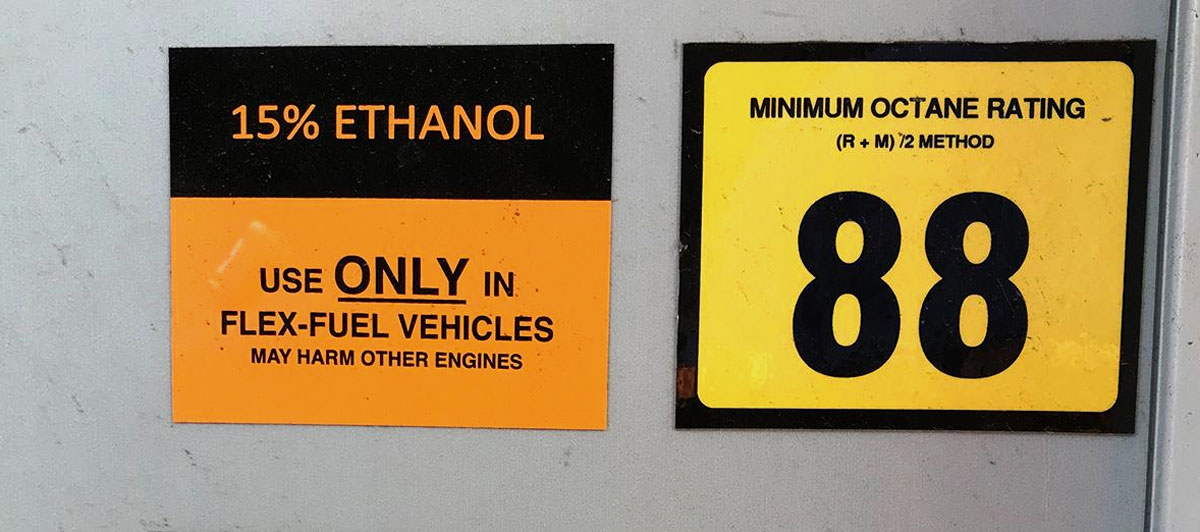 15% ETHANOL
USE ONLY IN
FLEX-FUEL VEHICLES
MAY HARM OTHER ENGINES
MINIMUM OCTANE RATING
(R + M) /2 METHOD
88